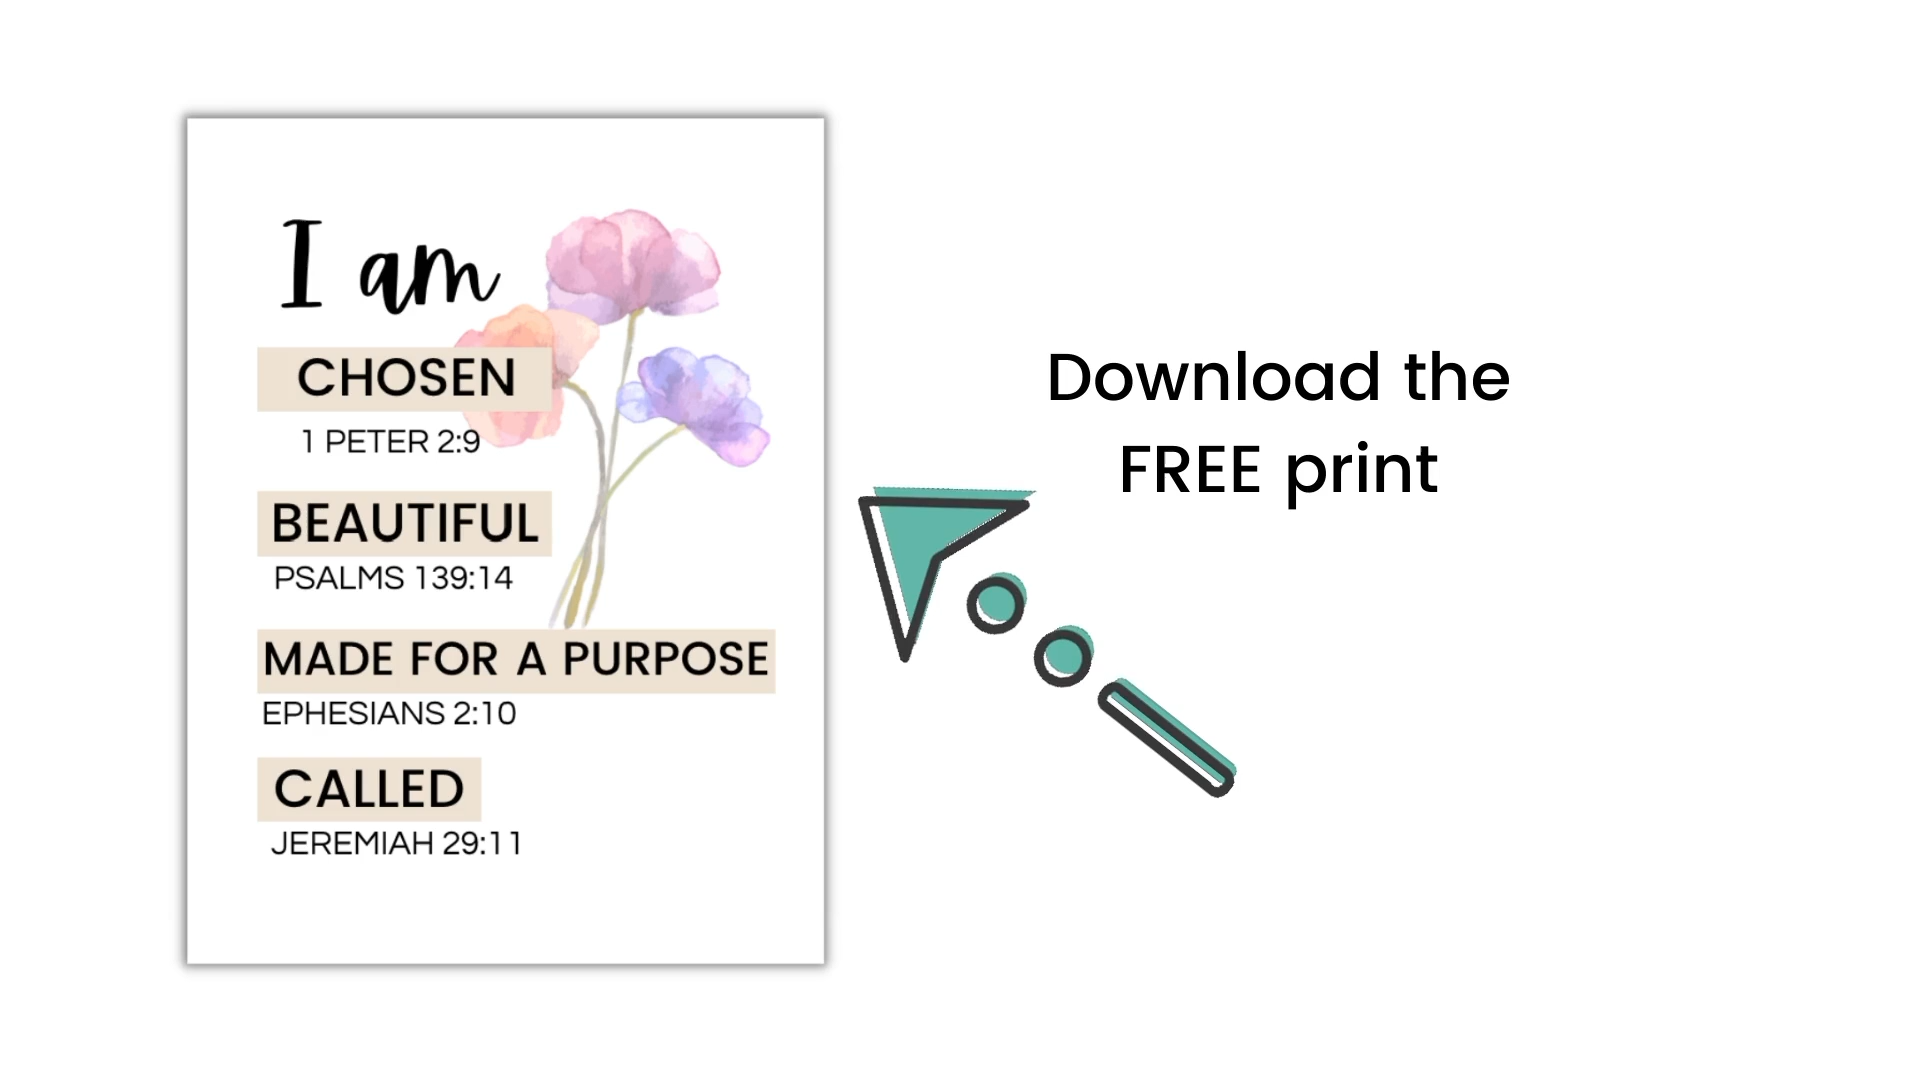 I am
CHOSEN
1 PETER 2:9
BEAUTIFUL
PSALMS 139:14
MADE FOR A PURPOSE
EPHESIANS 2:10
CALLED
JEREMIAH 29:11
Download the
FREE print